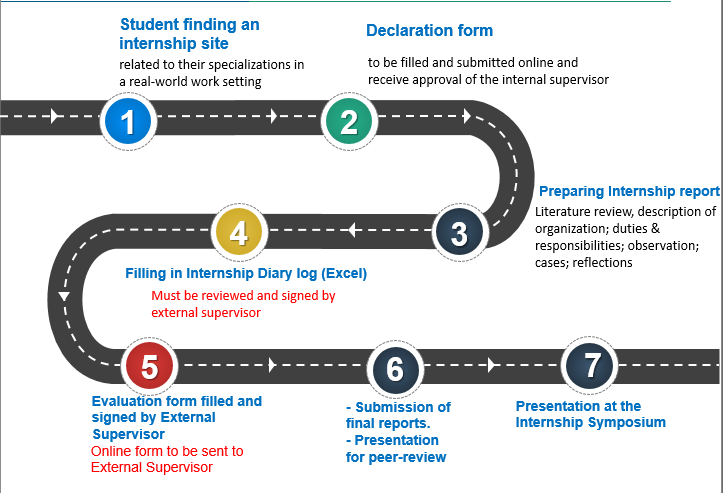 Student finding an
internship site
related to their specializations in
a real-world work setting
Declaration form
to be filled and submitted online and
receive approval of the internal supervisor
1
2
Preparing Internship report
Literature review, description of
organization; duties &
responsibilities; observation;
cases; reflections
3
4
Filling in Internship Diary log (Excel)
Must be reviewed and signed by
external supervisor
5
Evaluation form filled and
signed by External
Supervisor
Online form to be sent to
External Supervisor
6
- Submission of
final reports.
- Presentation
for peer-review
7
Presentation at the
Internship Symposium